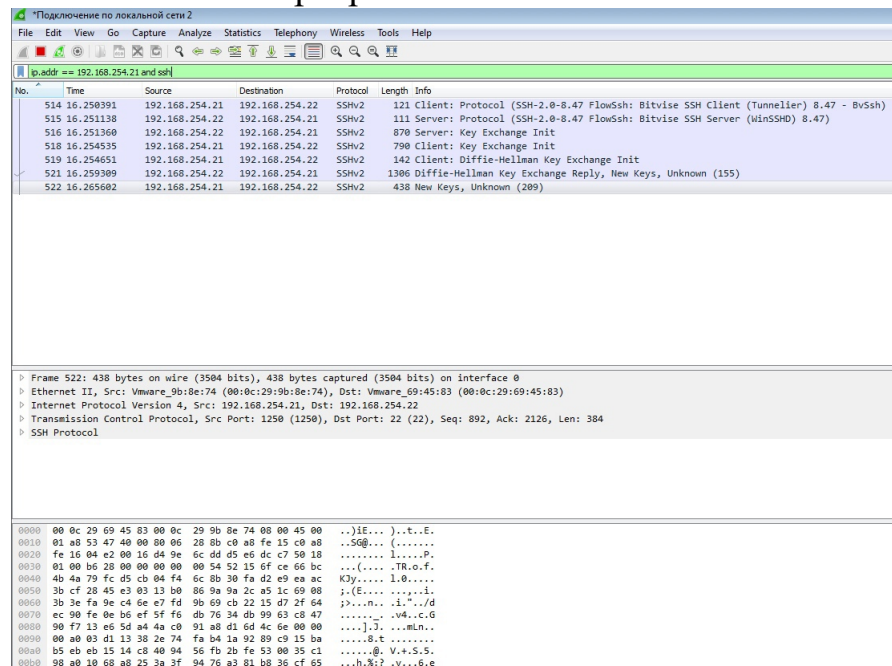 *Подключение по локальной сети 2
File Edit View Go Capture Analyze Statistics Telephony Wireless Tools Help
ip.addr == 192.168.254.21 and ssh
No. Time Source Destination Protocol Length Info
514 16.250391 192.168.254.21 192.168.254.22 SSHv2 121 Client: Protocol (SSH-2.0-8.47 FlowSsh: Bitvise SSH Client (Tunnelier) 8.47 - BvSsh)
515 16.251138 192.168.254.22 192.168.254.21 SSHv2 111 Server: Protocol (SSH-2.0-8.47 FlowSsh: Bitvise SSH Server (WinSSHD) 8.47)
516 16.251360 192.168.254.22 192.168.254.21 SSHv2 870 Server: Key Exchange Init
518 16.254535 192.168.254.21 192.168.254.22 SSHv2 790 Client: Key Exchange Init
519 16.254651 192.168.254.21 192.168.254.22 SSHv2 142 Client: Diffie-Hellman Key Exchange Init
521 16.259309 192.168.254.22 192.168.254.21 SSHv2 1306 Diffie-Hellman Key Exchange Reply, New Keys, Unknown (155)
522 16.265602 192.168.254.21 192.168.254.22 SSHv2 438 New Keys, Unknown (209)
Frame 522: 438 bytes on wire (3504 bits), 438 bytes captured (3504 bits) on interface 0
Ethernet II, Src: Vmware_9b:8e:74 (00:0c:29:9b:8e:74), Dst: Vmware_69:45:83 (00:0c:29:69:45:83)
Internet Protocol Version 4, Src: 192.168.254.21, Dst: 192.168.254.22
Transmission Control Protocol, Src Port: 1250 (1250), Dst Port: 22 (22), Seq: 892, Ack: 2126, Len: 384
SSH Protocol
0000 00 0c 29 69 45 83 00 0c 29 9b 8e 74 08 00 45 00 ..)iE... )..t..E.
0010 01 a8 53 47 40 00 80 06 28 8b c0 a8 fe 15 c0 a8 ..SG@... (.......
0020 fe 16 04 e2 00 16 d4 9e 6c dd d5 e6 dc c7 50 18 ........ l.....P.
0030 01 00 b6 28 00 00 00 00 00 54 52 15 6f ce 66 bc ...(.... .TR.o.f.
0040 4b 4a 79 fc d5 cb 04 f4 6c 8b 30 fa d2 e9 ea ac KJy..... l.0.....
0050 3b cf 28 45 e3 03 13 b0 86 9a 9a 2c a5 1c 69 08 ;.(E.... ...,..i.
0060 3b 3e fa 9e c4 6e e7 fd 9b 69 cb 22 15 d7 2f 64 ;>...n.. .i."../d
0070 ec 90 fe 0e b6 ef 5f f6 db 76 34 db 99 63 c8 47 ......_. .v4..c.G
0080 90 f7 13 e6 5d a4 4a c0 91 a8 d1 6d 4c 6e 00 00 ....].J. ...mLn..
0090 00 a0 03 d1 13 38 2e 74 fa b4 1a 92 89 c9 15 ba .....8.t ........
00a0 b5 eb eb 15 14 c8 40 94 56 fb 2b fe 53 00 35 c1 ......@. V.+.S.5.
00b0 98 a0 10 68 a8 25 3a 3f 94 76 a3 81 b8 36 cf 65 ...h.%:? .v...6.e